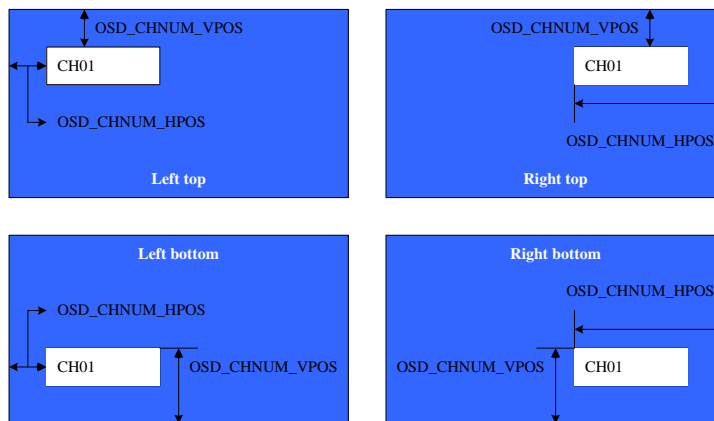 OSD_CHNUM_VPOS
CH01
OSD_CHNUM_HPOS
Left top
OSD_CHNUM_VPOS
CH01
OSD_CHNUM_HPOS
Right top
Left bottom
OSD_CHNUM_HPOS
CH01
OSD_CHNUM_VPOS
Right bottom
OSD_CHNUM_HPOS
OSD_CHNUM_VPOS
CH01